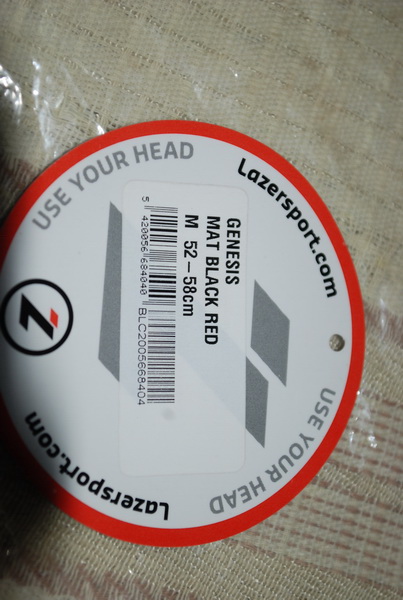 USE YOUR HEAD
Lazersport.com
GENESIS
MAT BLACK RED
M 52-58cm
5 420056 684040
BLC2005668404
Z
USE YOUR HEAD
Lazersport.com